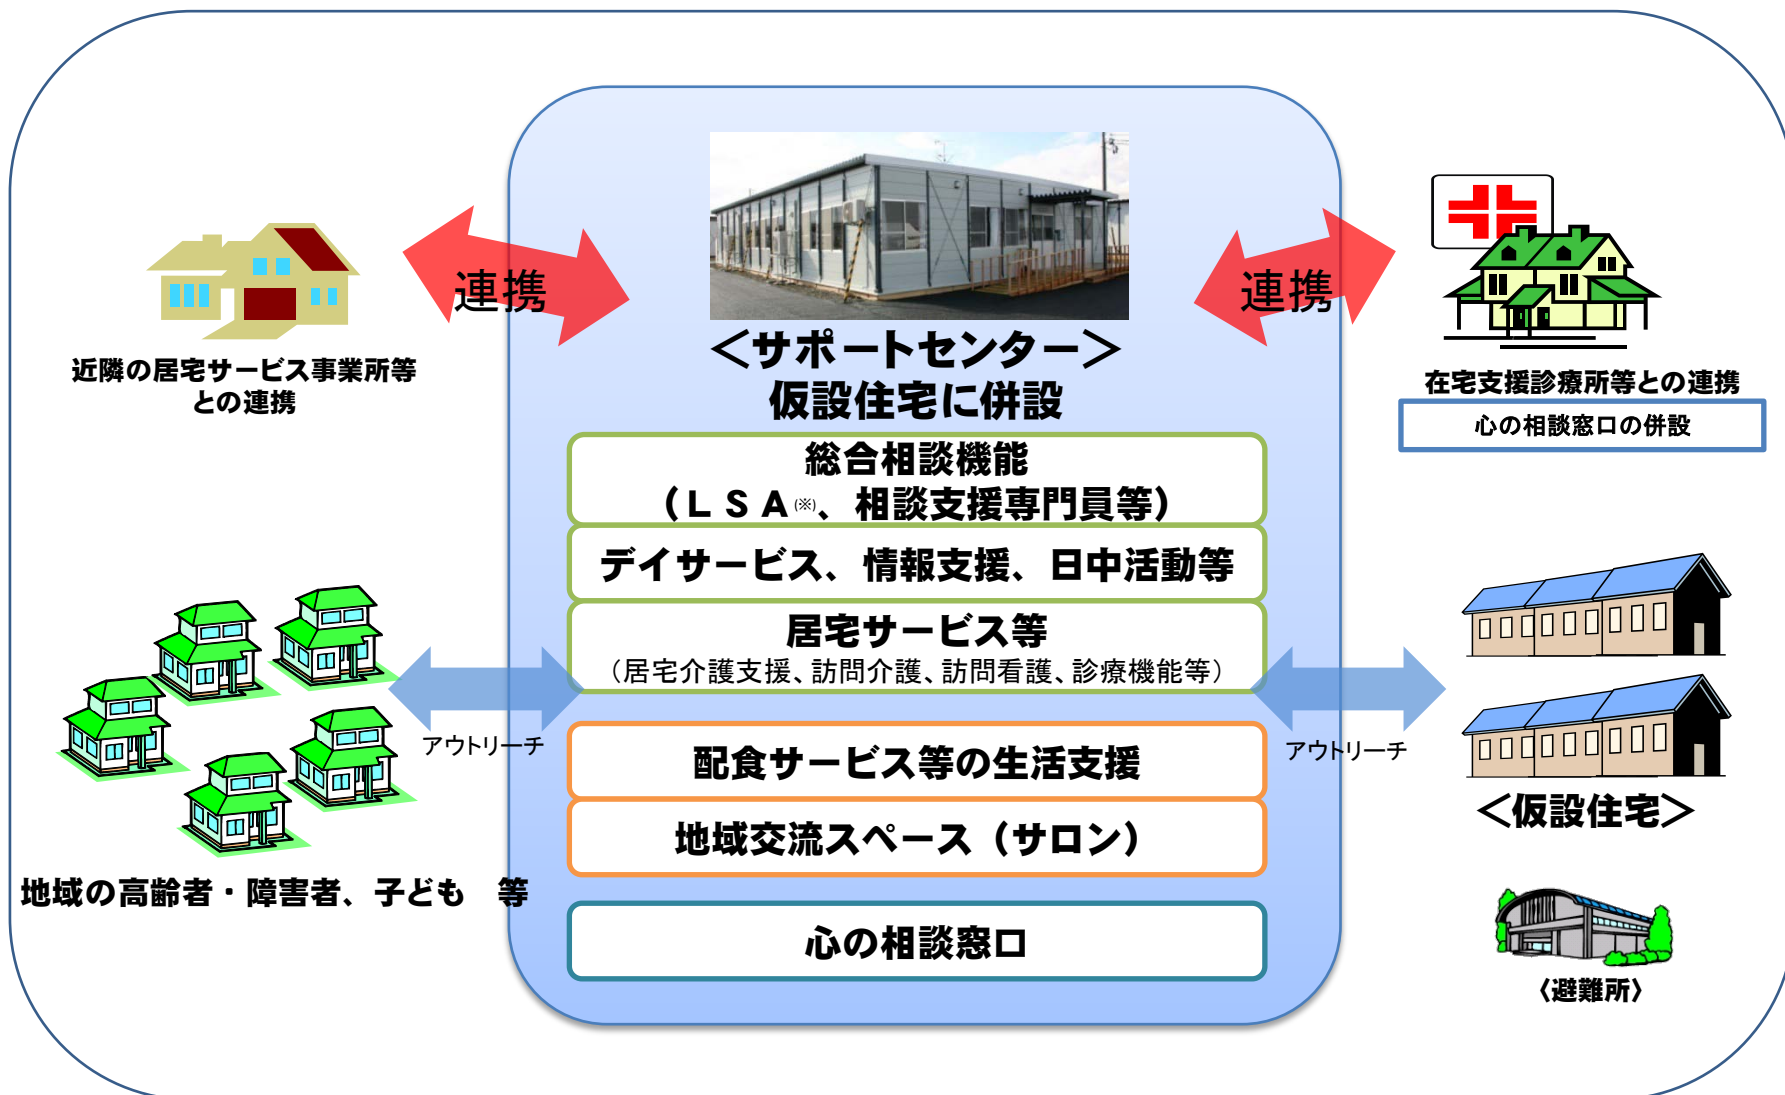 連携
連携
＜サポートセンター＞
仮設住宅に併設
近隣の居宅サービス事業所等
との連携
在宅支援診療所等との連携
心の相談窓口の併設
総合相談機能
（ＬＳＡ(※)、相談支援専門員等）
デイサービス、情報支援、日中活動等
居宅サービス等
（居宅介護支援、訪問介護、訪問看護、診療機能等）
アウトリーチ
アウトリーチ
配食サービス等の生活支援
地域交流スペース（サロン）
＜仮設住宅＞
地域の高齢者・障害者、子ども　等
心の相談窓口
〈避難所〉